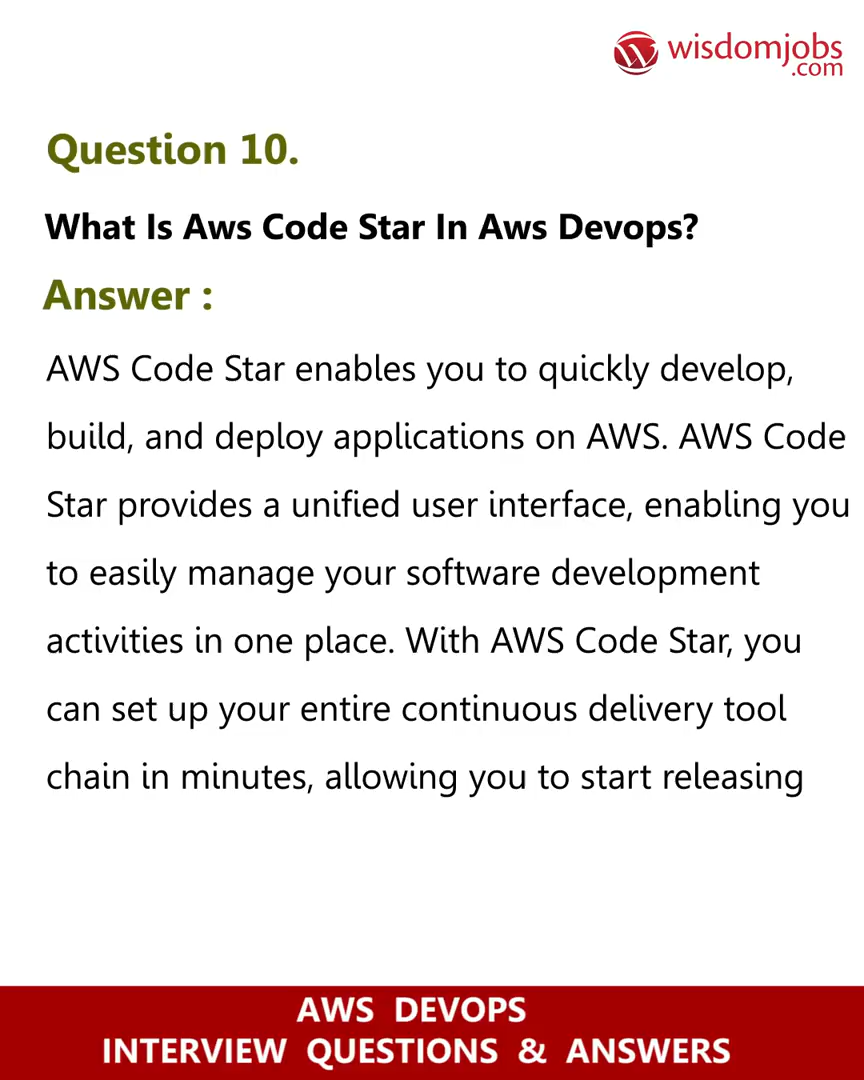 wisdomjobs
.com
Question 10.
What Is Aws Code Star In Aws Devops?
Answer :
AWS Code Star enables you to quickly develop,
build, and deploy applications on AWS. AWS Code
Star provides a unified user interface, enabling you
to easily manage your software development
activities in one place. With AWS Code Star, you
can set up your entire continuous delivery tool
chain in minutes, allowing you to start releasing
AWS DEVOPS
INTERVIEW QUESTIONS & ANSWERS